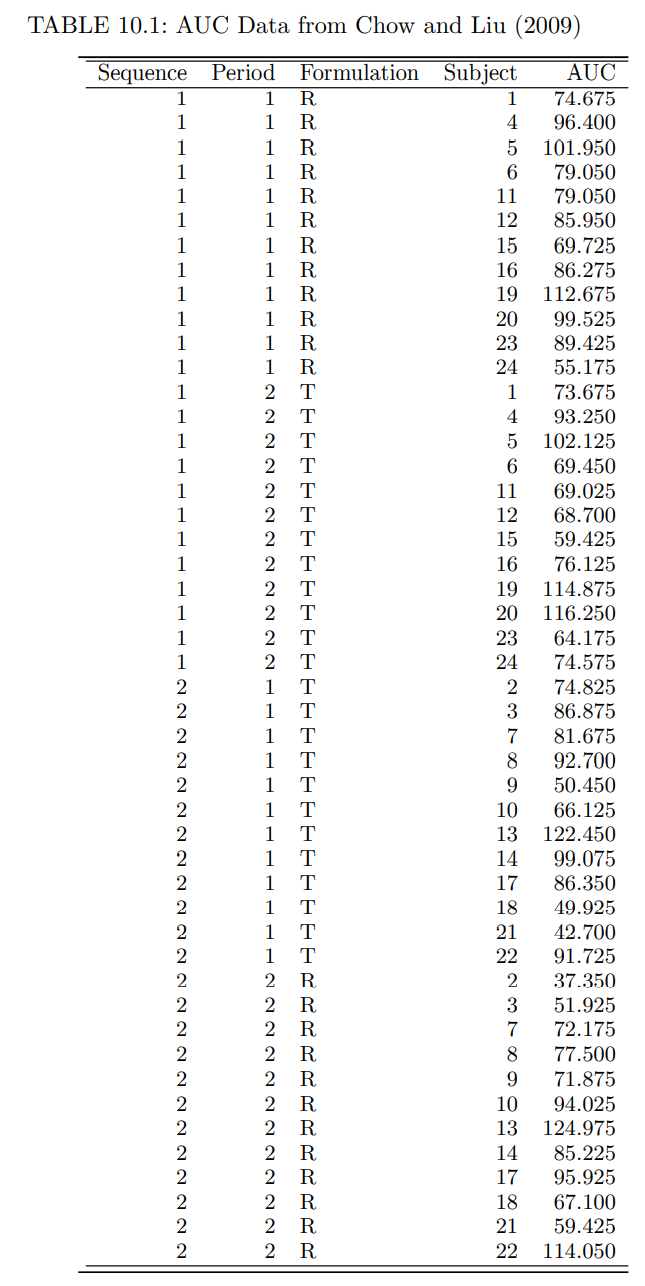 TABLE 10.1: AUC Data from Chow and Liu (2009)
Sequence Period Formulation Subject AUC
1 1 R 1 74.675
1 1 R 4 96.400
1 1 R 5 101.950
1 1 R 6 79.050
1 1 R 11 79.050
1 1 R 12 85.950
1 1 R 15 69.725
1 1 R 16 86.275
1 1 R 19 112.675
1 1 R 20 99.525
1 1 R 23 89.425
1 1 R 24 55.175
1 2 T 1 73.675
1 2 T 4 93.250
1 2 T 5 102.125
1 2 T 6 69.450
1 2 T 11 69.025
1 2 T 12 68.700
1 2 T 15 59.425
1 2 T 16 76.125
1 2 T 19 114.875
1 2 T 20 116.250
1 2 T 23 64.175
1 2 T 24 74.575
2 1 T 2 74.825
2 1 T 3 86.875
2 1 T 7 81.675
2 1 T 8 92.700
2 1 T 9 50.450
2 1 T 10 66.125
2 1 T 13 122.450
2 1 T 14 99.075
2 1 T 17 86.350
2 1 T 18 49.925
2 1 T 21 42.700
2 1 T 22 91.725
2 2 R 2 37.350
2 2 R 3 51.925
2 2 R 7 72.175
2 2 R 8 77.500
2 2 R 9 71.875
2 2 R 10 94.025
2 2 R 13 124.975
2 2 R 14 85.225
2 2 R 17 95.925
2 2 R 18 67.100
2 2 R 21 59.425
2 2 R 22 114.050